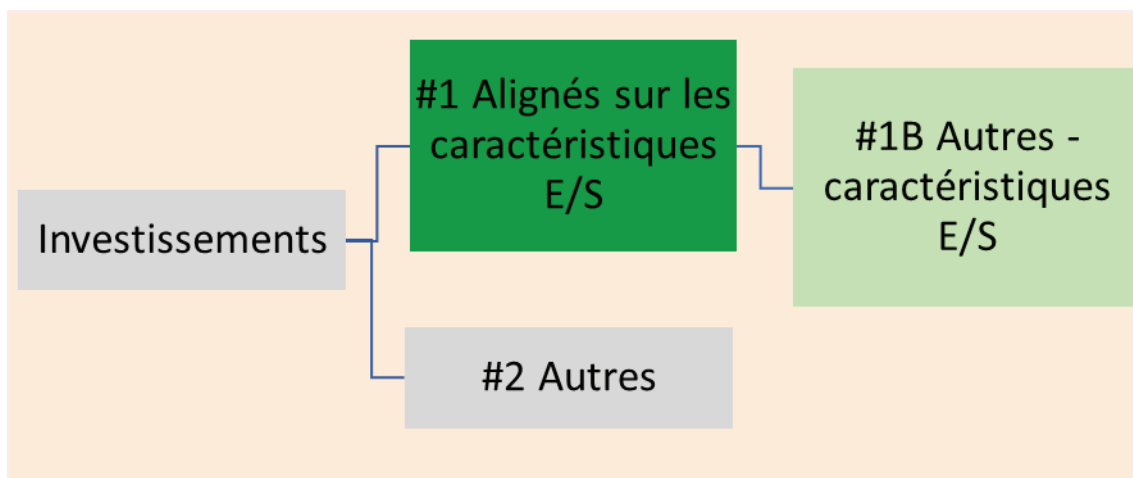 #1 Alignés sur les
caractéristiques
E/S
#1B Autres -
caractéristiques
E/S
Investissements
#2 Autres